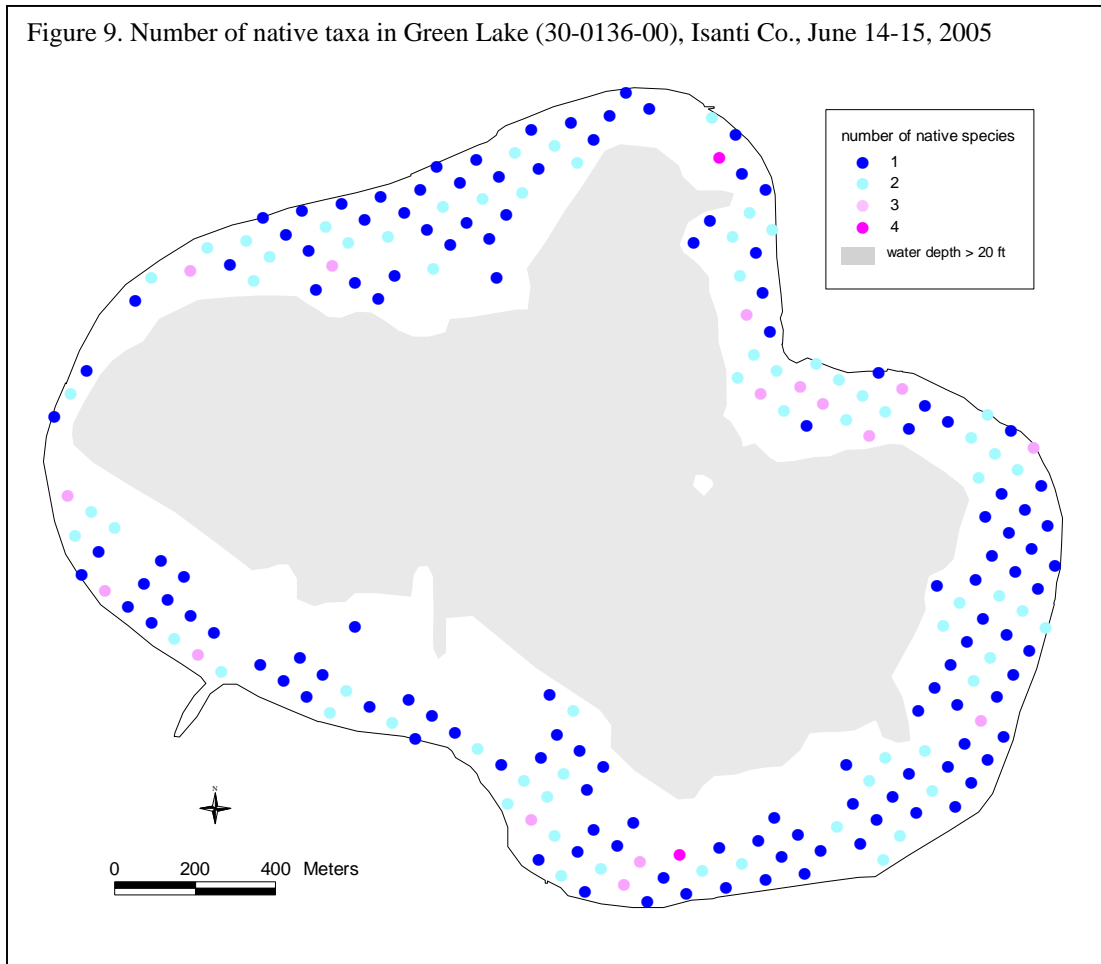 Figure 9. Number of native taxa in Green Lake (30-0136-00), Isanti Co., June 14-15, 2005
number of native species
1
2
3
4
water depth > 20 ft
N
0 200 400 Meters